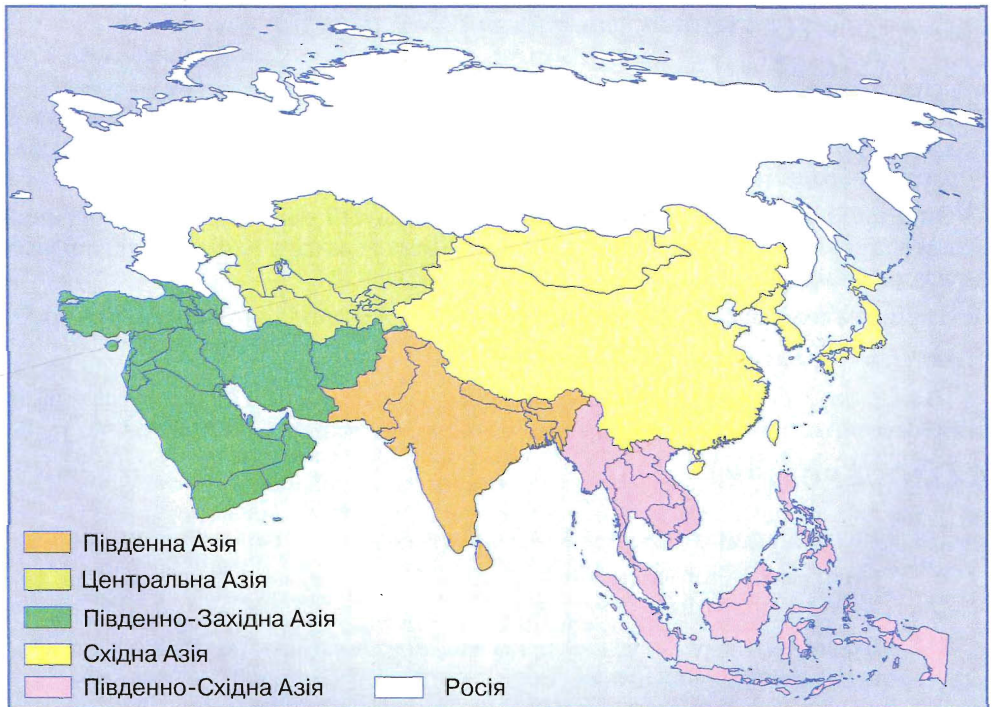 Південна Азія
Центральна Азія
Південно-Західна Азія
Східна Азія
Південно-Східна Азія
Росія